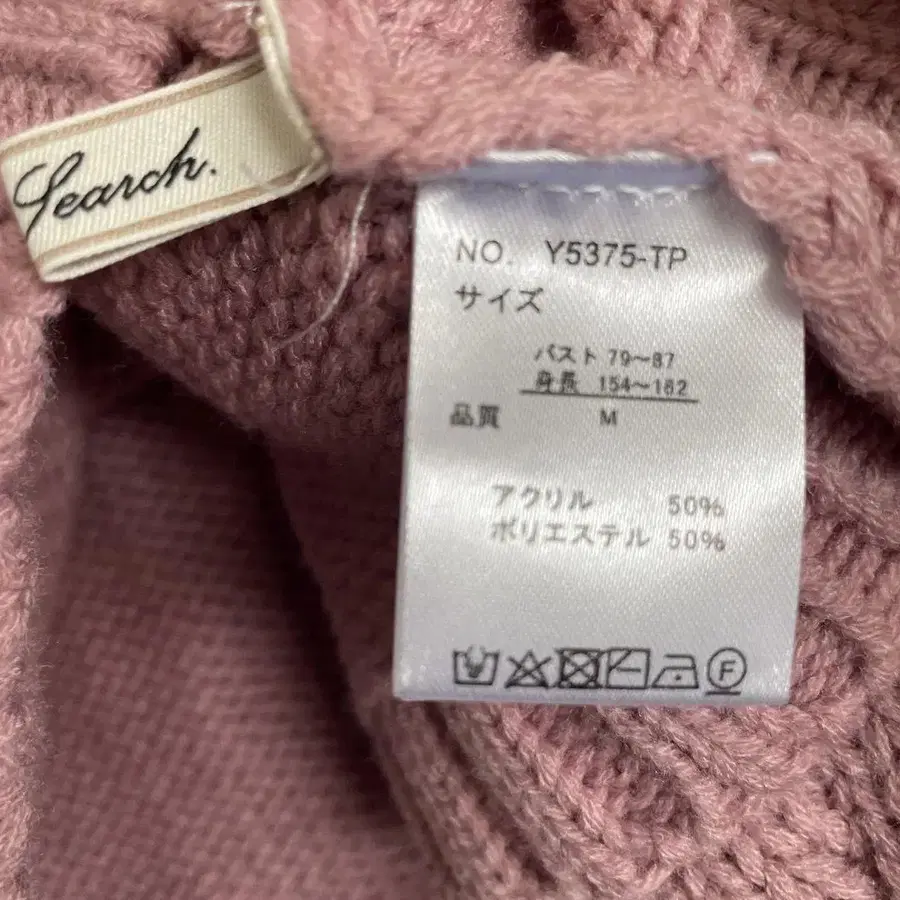 Search.
NO. Y5375-TP
サイズ
バスト 79～87
身長 154～162
品質 M
アクリル 50%
ポリエステル 50%
F